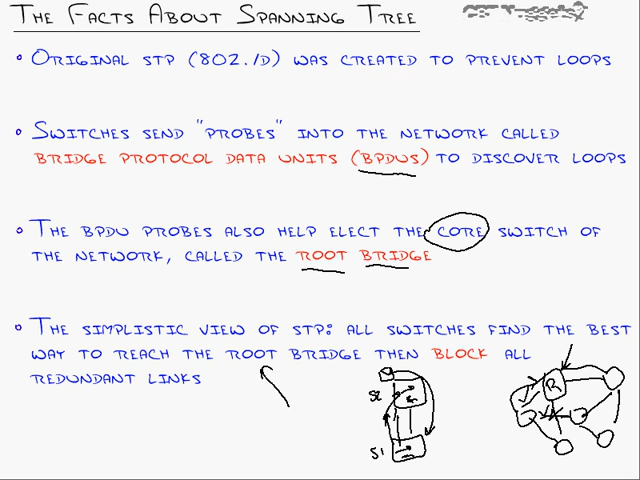 The Facts About Spanning Tree
• Original STP (802.1D) was created to prevent loops
• Switches send "probes" into the network called
Bridge Protocol Data Units (BPDUs) to discover loops
• The BPDU probes also help elect the core switch of
the network, called the Root Bridge
• The simplistic view of STP: all switches find the best
way to reach the root bridge then block all
redundant links
S2
R
S1